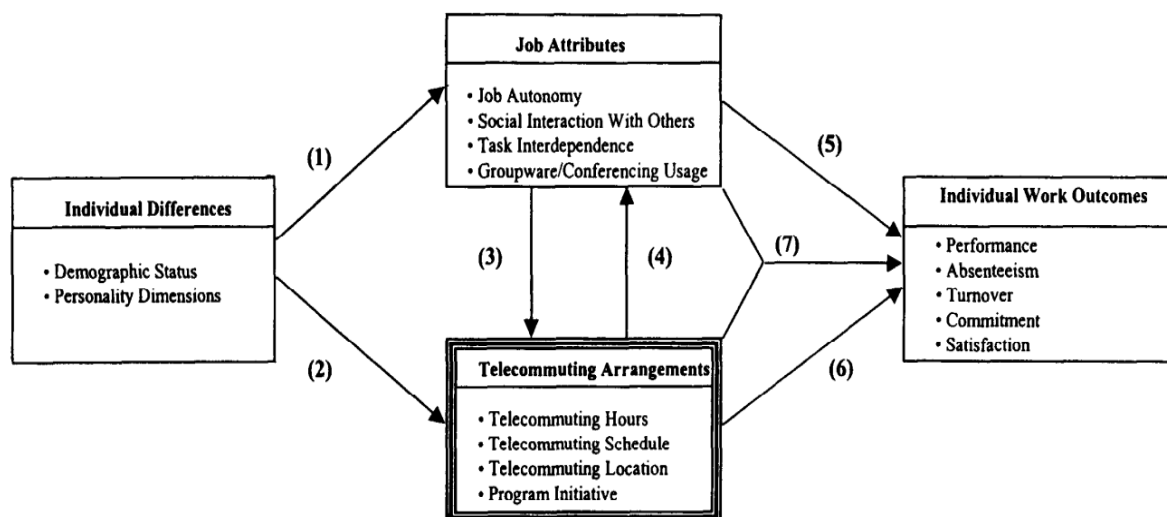 Job Attributes
• Job Autonomy
• Social Interaction With Others
• Task Interdependence
• Groupware/Conferencing Usage
(1)
(5)
Individual Differences
• Demographic Status
• Personality Dimensions
(3)
(4)
(7)
Individual Work Outcomes
• Performance
• Absenteeism
• Turnover
• Commitment
• Satisfaction
(2)
(6)
Telecommuting Arrangements
• Telecommuting Hours
• Telecommuting Schedule
• Telecommuting Location
• Program Initiative